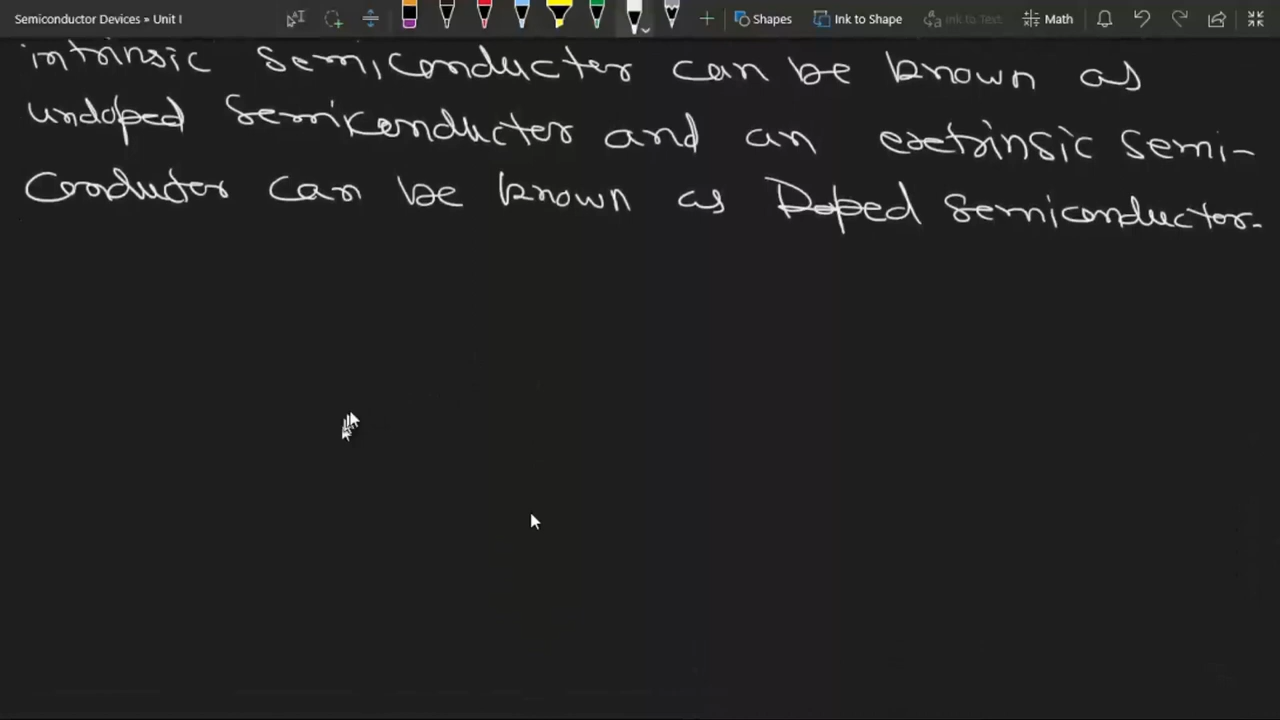 Semiconductor Devices » Unit I
Shapes
Ink to Shape
Ink to Text
Math
intrinsic semiconductor can be known as
undoped semiconductor and an extrinsic semi-
conductor can be known as Doped semiconductor.